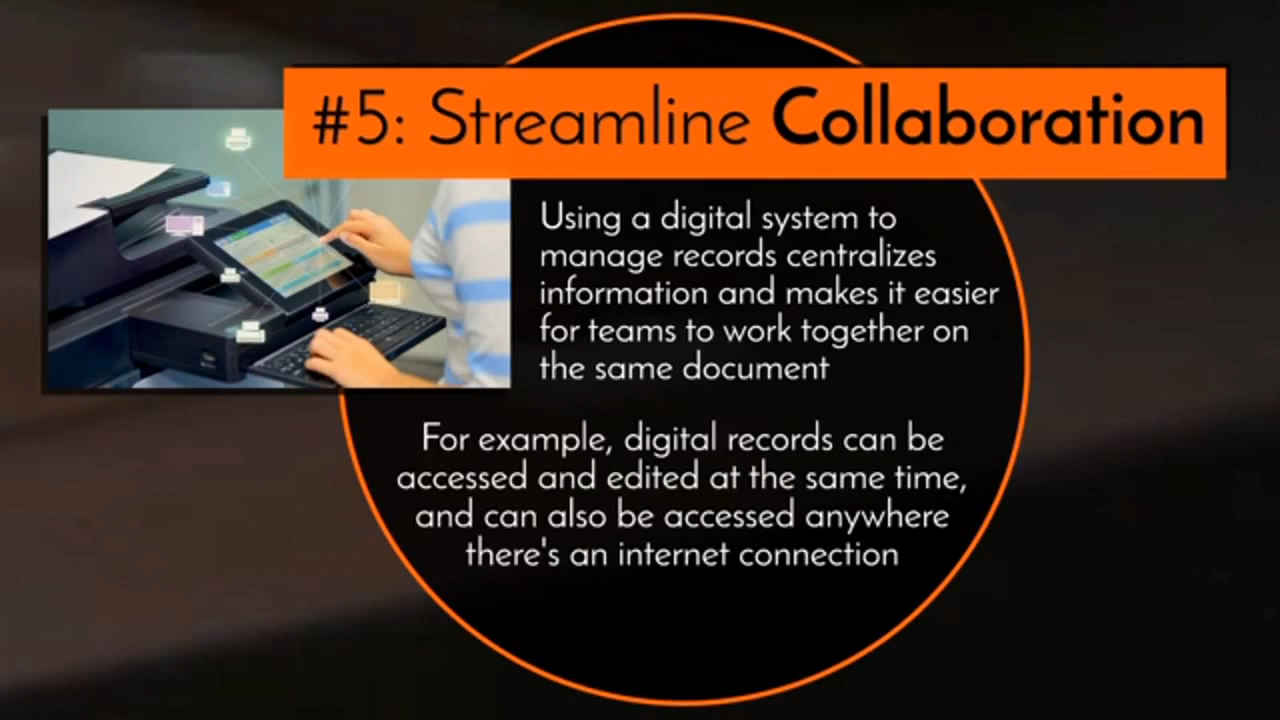 #5: Streamline Collaboration
Using a digital system to
manage records centralizes
information and makes it easier
for teams to work together on
the same document
For example, digital records can be
accessed and edited at the same time,
and can also be accessed anywhere
there's an internet connection